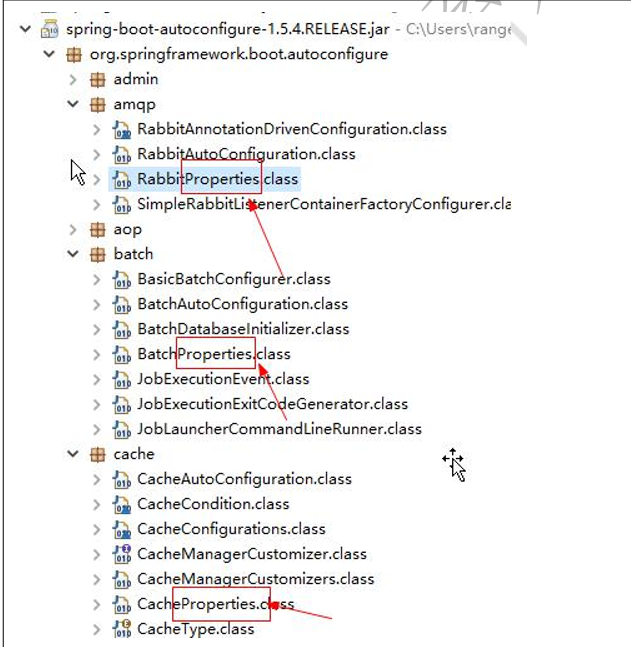 spring-boot-autoconfigure-1.5.4.RELEASE.jar - C:\Users\range
org.springframework.boot.autoconfigure
admin
amqp
RabbitAnnotationDrivenConfiguration.class
RabbitAutoConfiguration.class
RabbitProperties.class
SimpleRabbitListenerContainerFactoryConfigurer.cla
aop
batch
BasicBatchConfigurer.class
BatchAutoConfiguration.class
BatchDatabaseInitializer.class
BatchProperties.class
JobExecutionEvent.class
JobExecutionExitCodeGenerator.class
JobLauncherCommandLineRunner.class
cache
CacheAutoConfiguration.class
CacheCondition.class
CacheConfigurations.class
CacheManagerCustomizer.class
CacheManagerCustomizers.class
CacheProperties.class
CacheType.class